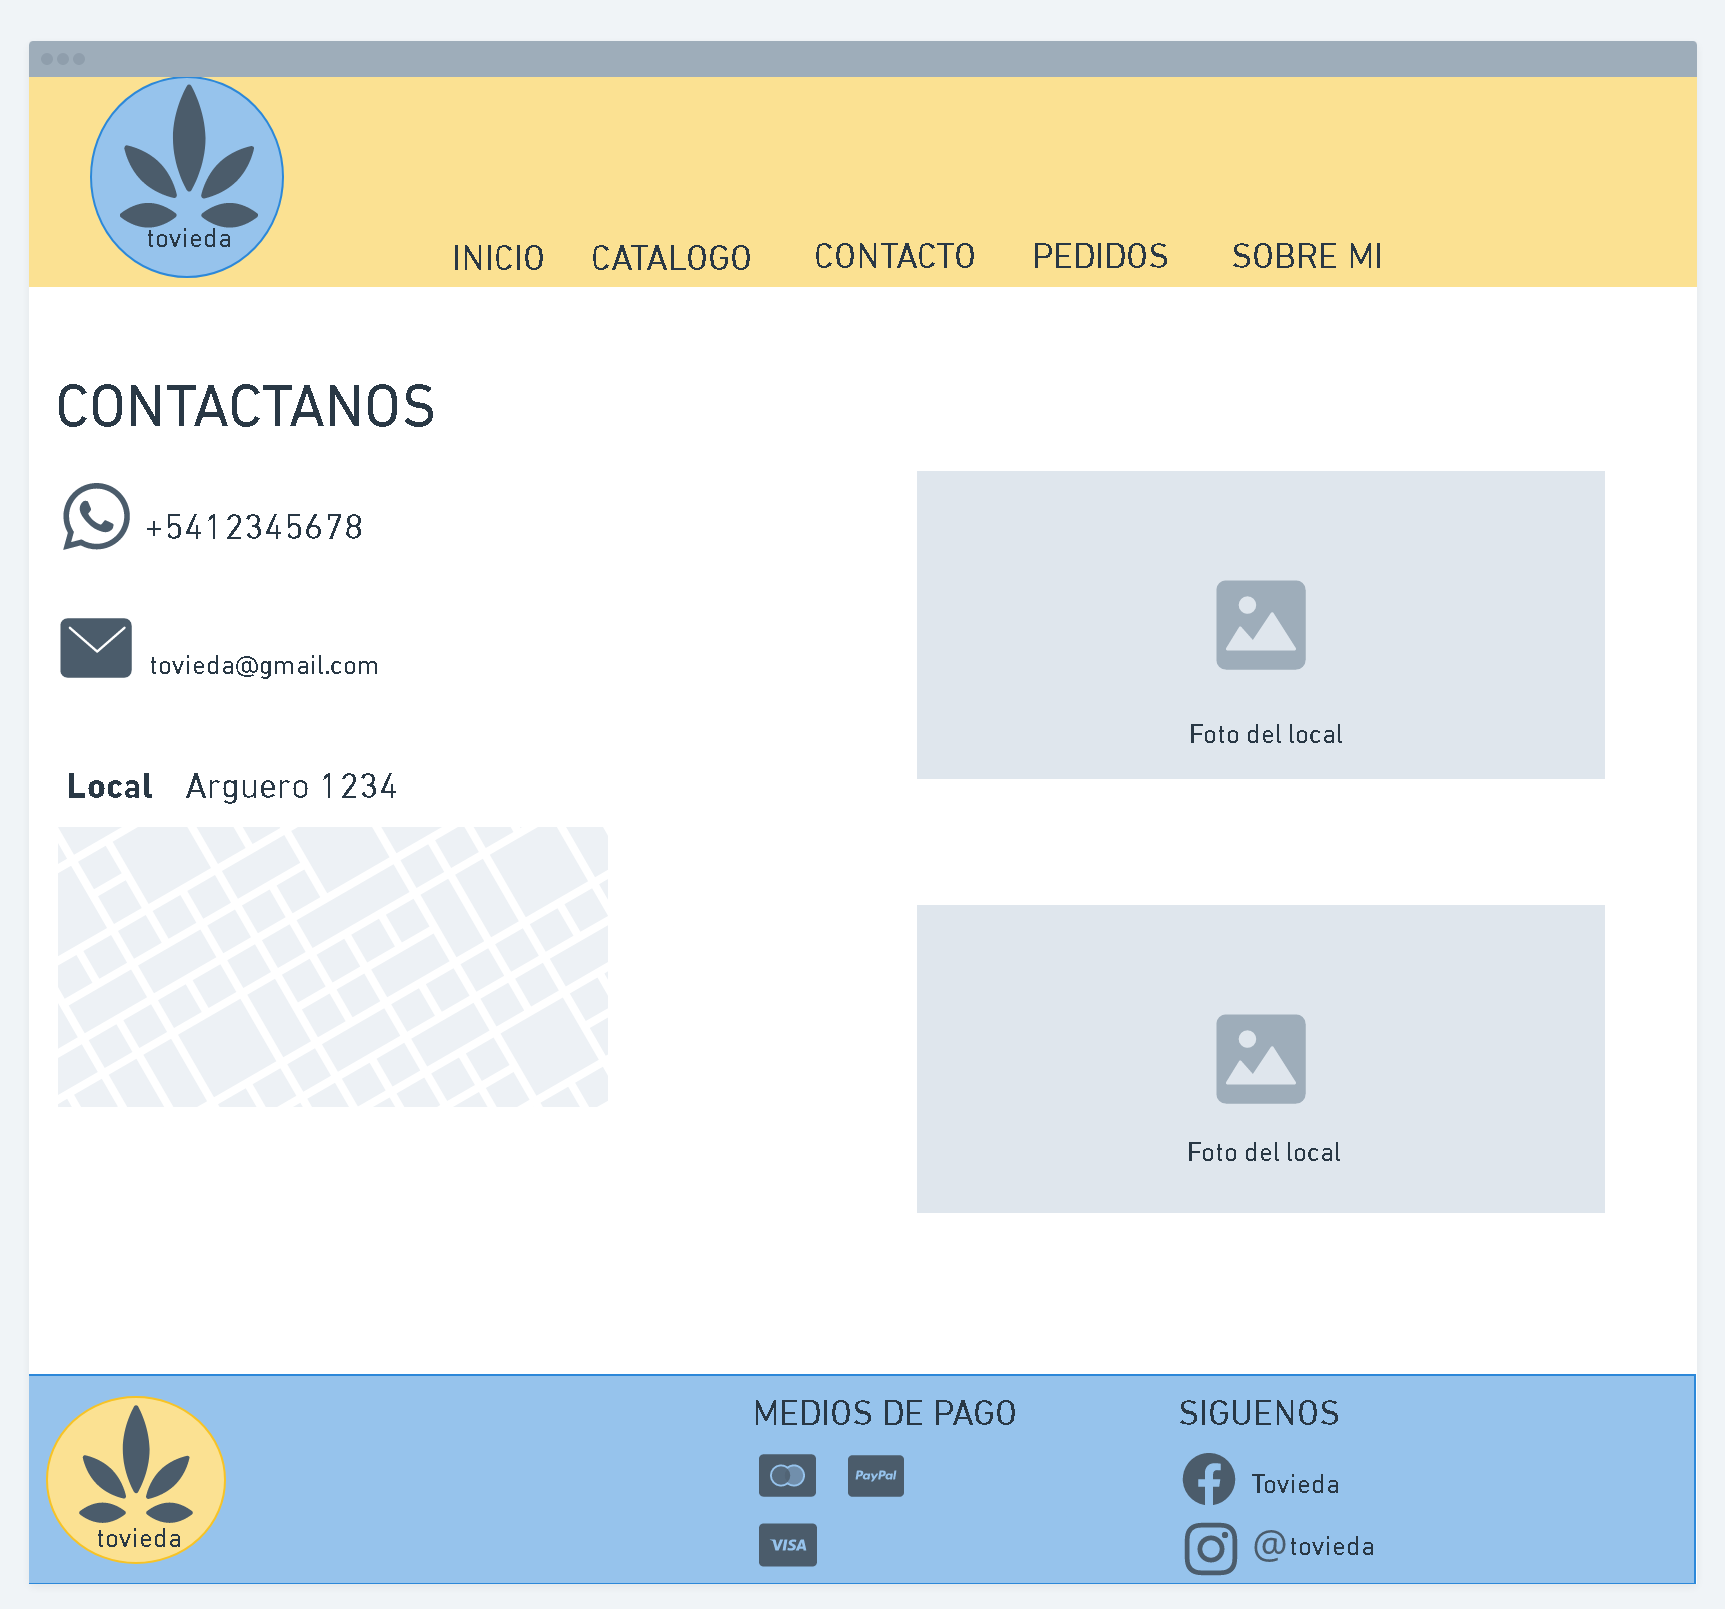 tovieda
INICIO CATALOGO CONTACTO PEDIDOS SOBRE MI
CONTACTANOS
+5412345678
tovieda@gmail.com
Local Arguero 1234
Foto del local
Foto del local
tovieda
MEDIOS DE PAGO
PayPal
VISA
SIGUENOS
Tovieda
@tovieda